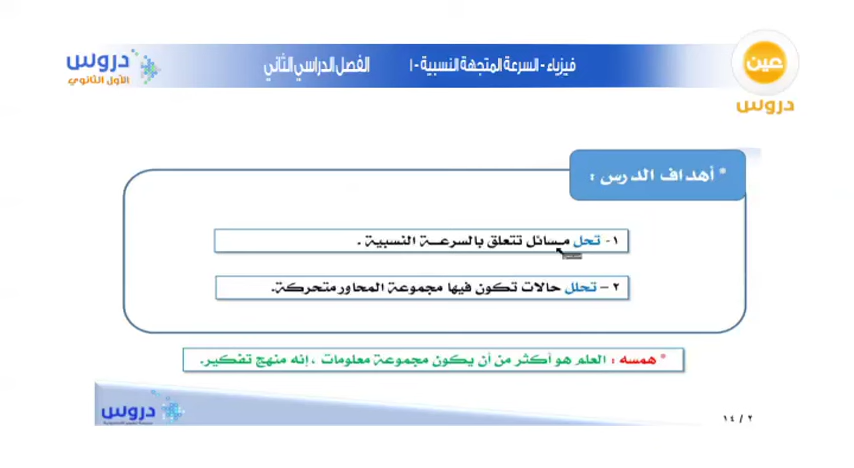 عين
دروس
فيزياء - السرعة المتجهة النسبية - ١
الفصل الدراسي الثاني
دروس
الأول الثانوي
* أهداف الدرس :
١- تحل مسائل تتعلق بالسرعة النسبية .
٢ – تحلل حالات تكون فيها مجموعة المحاور متحركة.
* همسه : العلم هو أكثر من أن يكون مجموعة معلومات ، إنه منهج تفكير.
دروس
٢ / ١٤